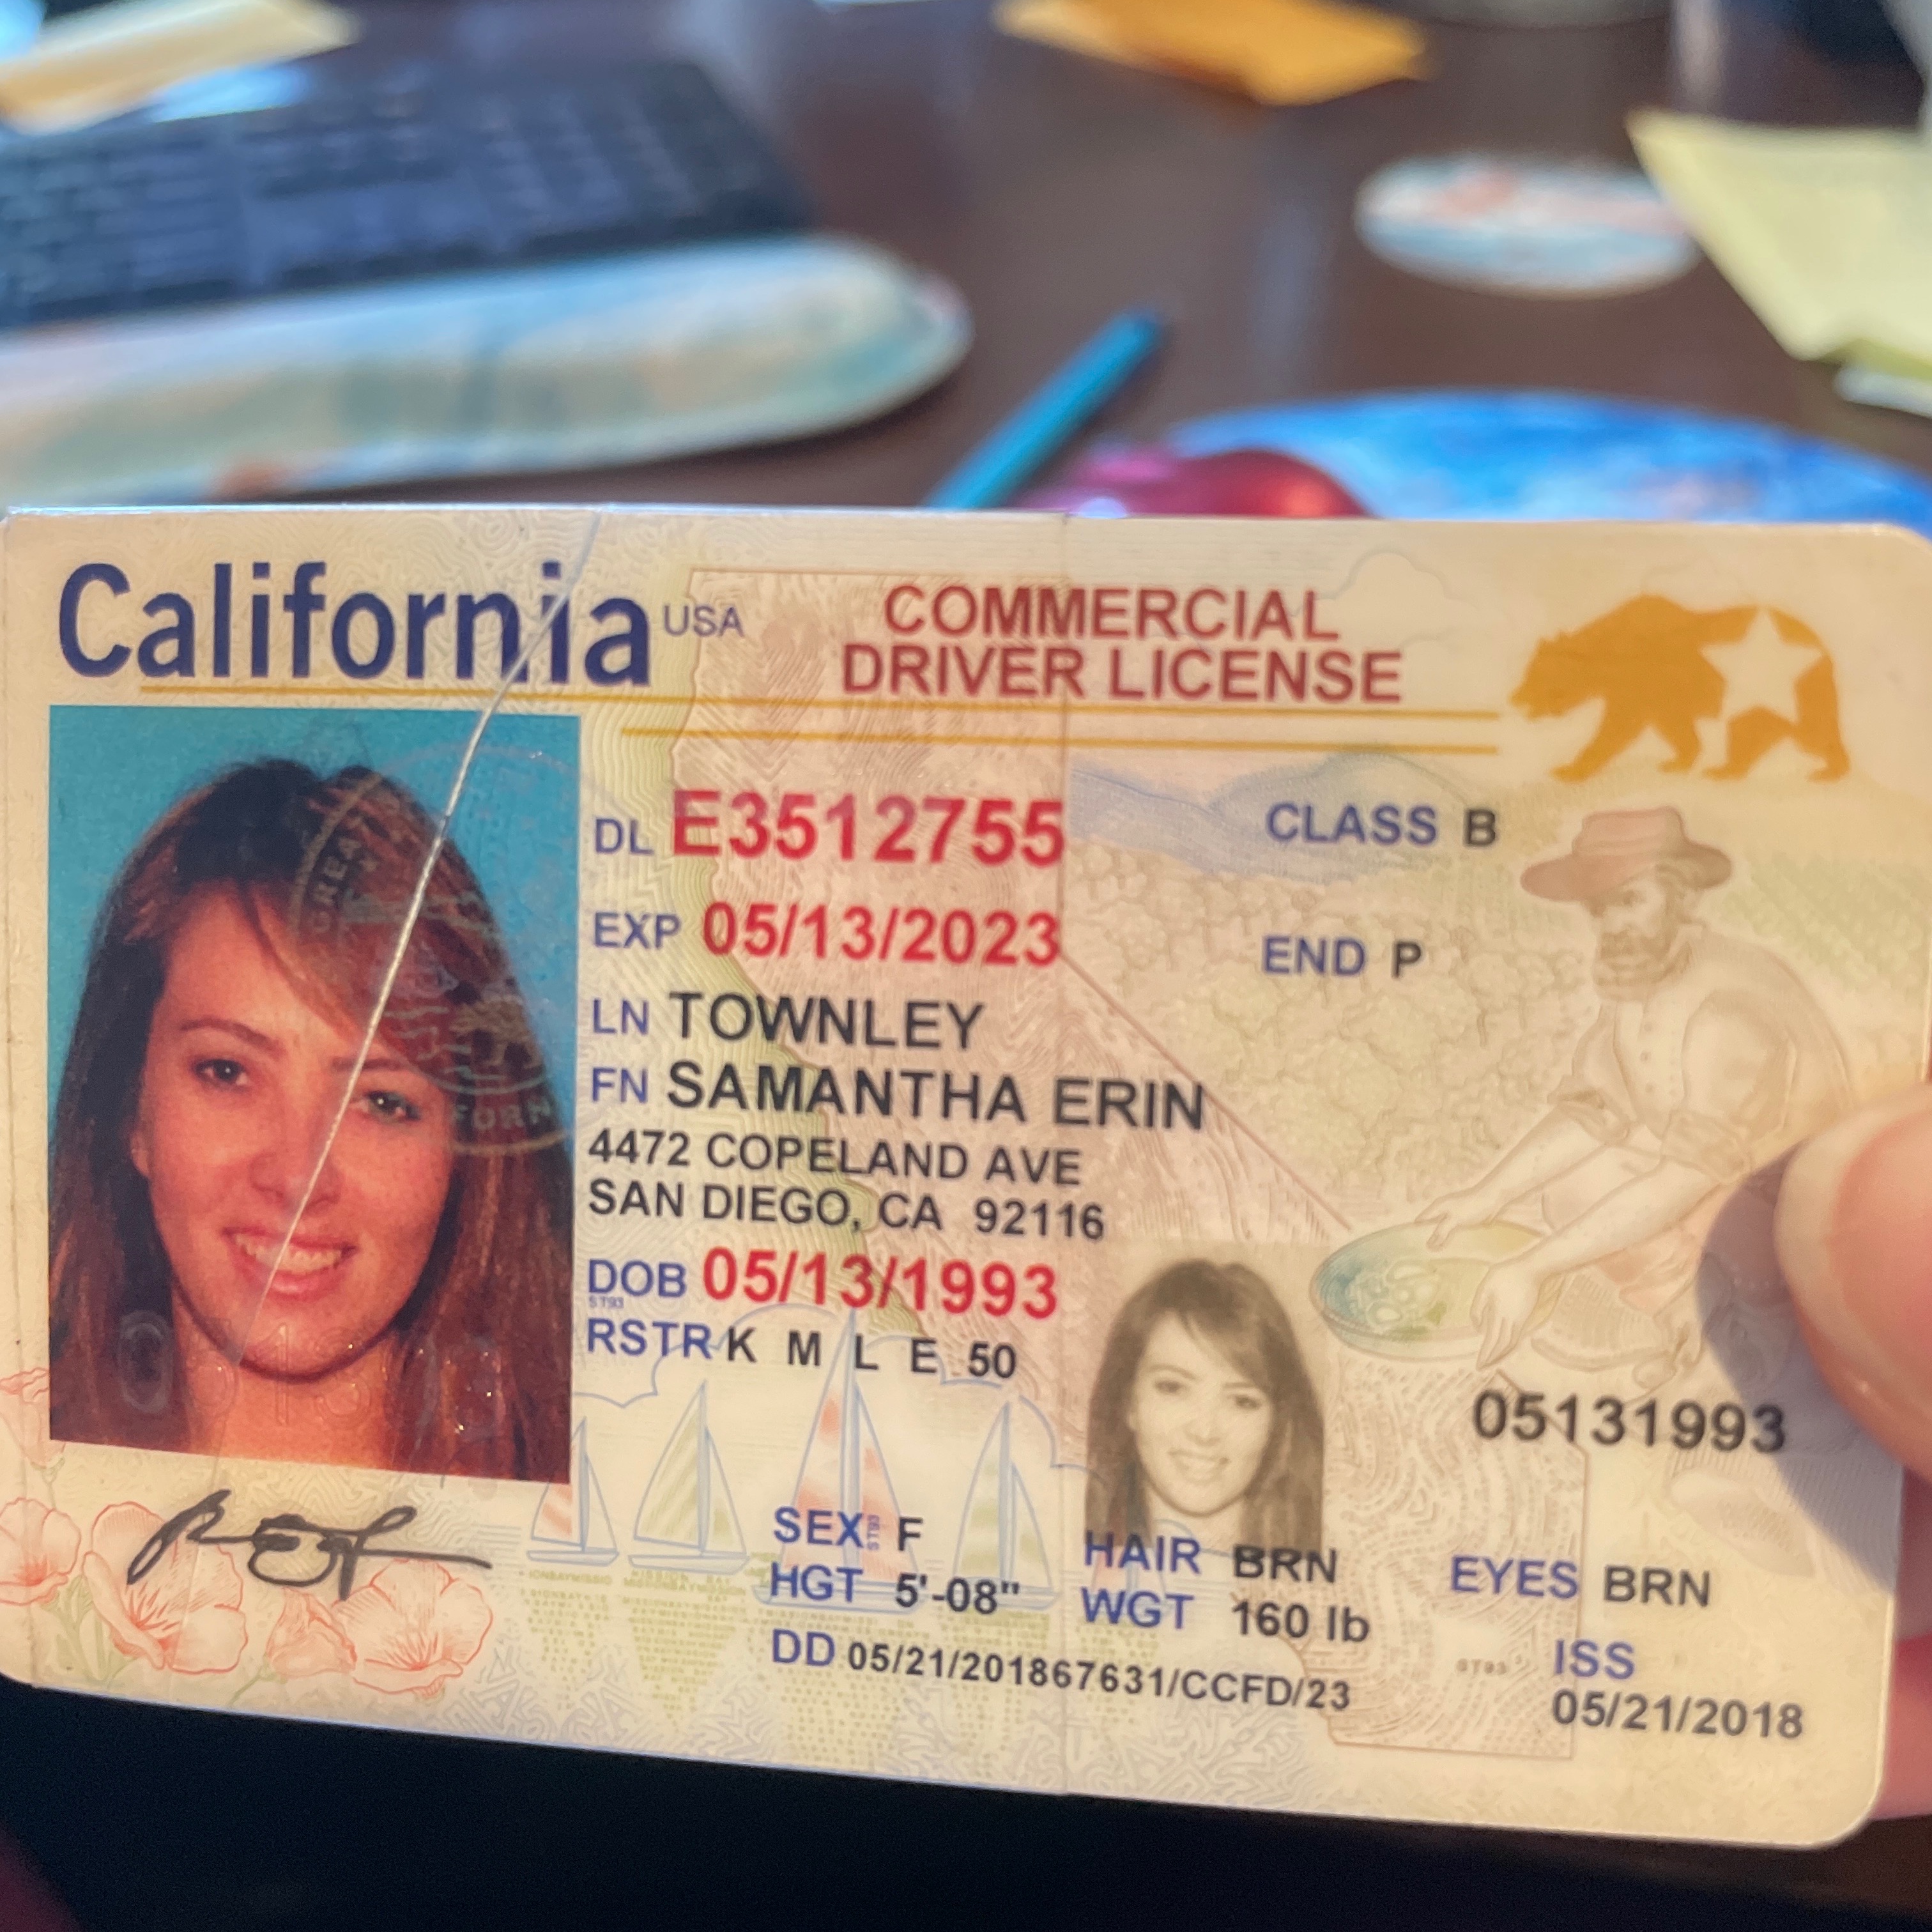 California USA COMMERCIAL
DRIVER LICENSE
DL E3512755 CLASS B
EXP 05/13/2023 END P
LN TOWNLEY
FN SAMANTHA ERIN
4472 COPELAND AVE
SAN DIEGO, CA 92116
DOB 05/13/1993
RSTR K M L E 50
05131993
SEX F HAIR BRN EYES BRN
HGT 5'-08" WGT 160 lb
DD 05/21/201867631/CCFD/23 ISS
05/21/2018